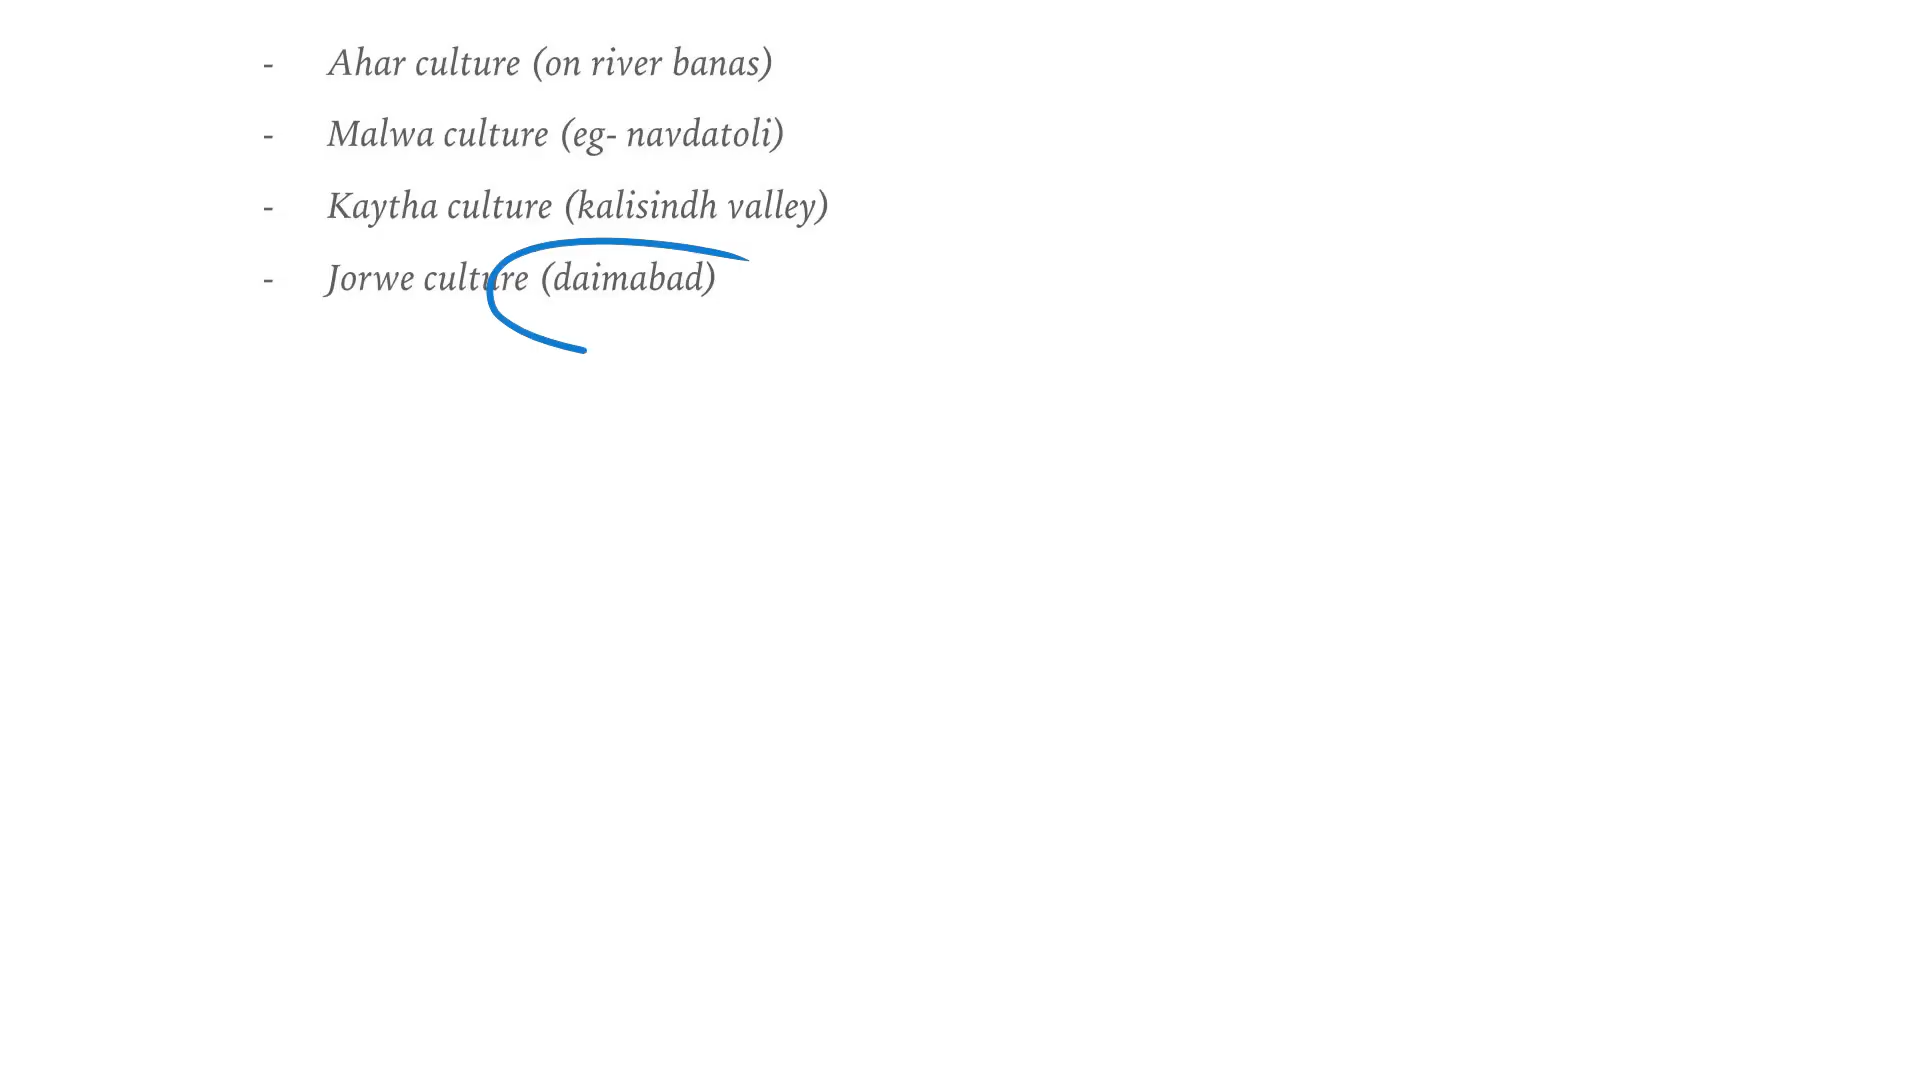 - Ahar culture (on river banas)
- Malwa culture (eg- navdatoli)
- Kaytha culture (kalisindh valley)
- Jorwe culture (daimabad)